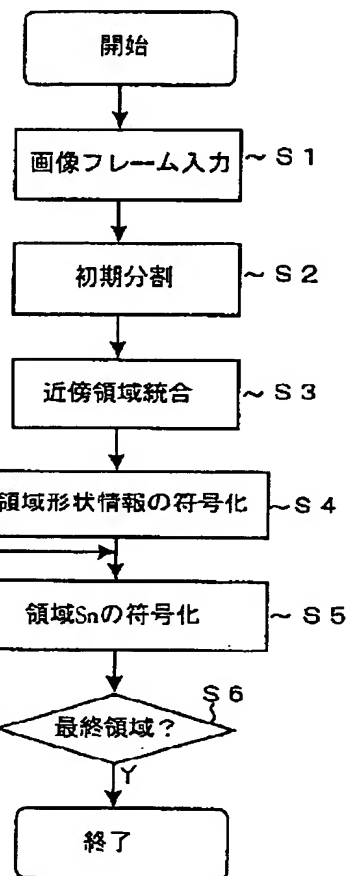 開始
画像フレーム入力 ～S1
初期分割 ～S2
近傍領域統合 ～S3
領域形状情報の符号化 ～S4
領域Snの符号化 ～S5
S6
最終領域？
Y
終了